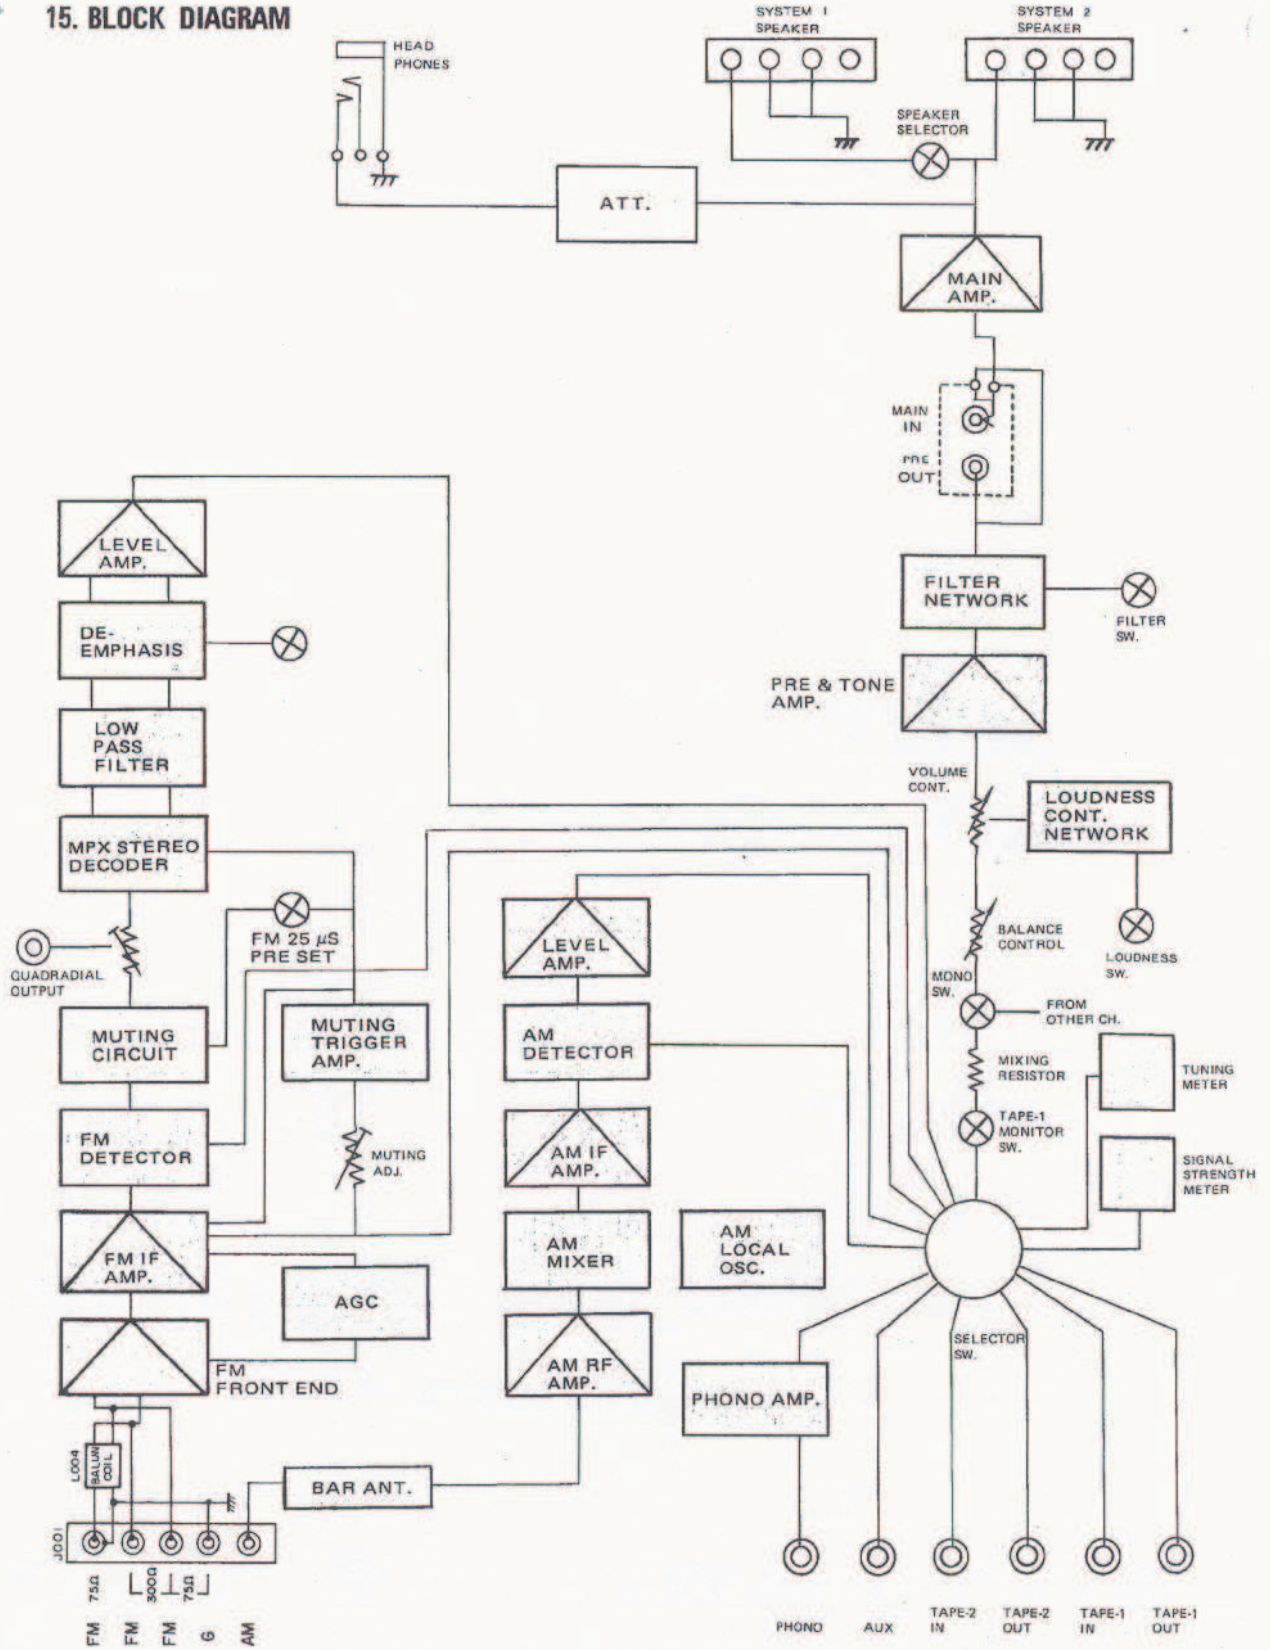 15. BLOCK DIAGRAM
SYSTEM 1
SPEAKER
SYSTEM 2
SPEAKER
HEAD
PHONES
SPEAKER
SELECTOR
ATT.
MAIN
AMP.
MAIN
IN
PRE
OUT
LEVEL
AMP.
FILTER
NETWORK
FILTER
SW.
DE-
EMPHASIS
PRE & TONE
AMP.
LOW
PASS
FILTER
VOLUME
CONT.
LOUDNESS
CONT.
NETWORK
MPX STEREO
DECODER
FM 25 µS
PRE SET
LEVEL
AMP.
BALANCE
CONTROL
LOUDNESS
SW.
QUADRADIAL
OUTPUT
MONO
SW.
FROM
OTHER CH.
MUTING
CIRCUIT
MUTING
TRIGGER
AMP.
AM
DETECTOR
MIXING
RESISTOR
TUNING
METER
TAPE-1
MONITOR
SW.
FM
DETECTOR
MUTING
ADJ.
AM IF
AMP.
SIGNAL
STRENGTH
METER
FM IF
AMP.
AM
MIXER
AM
LOCAL
OSC.
AGC
SELECTOR
SW.
FM
FRONT END
AM RF
AMP.
PHONO AMP.
L004
BALUN
COIL
BAR ANT.
J001
75Ω
300Ω
75Ω
FM
FM
FM
G
AM
PHONO
AUX
TAPE-2
IN
TAPE-2
OUT
TAPE-1
IN
TAPE-1
OUT